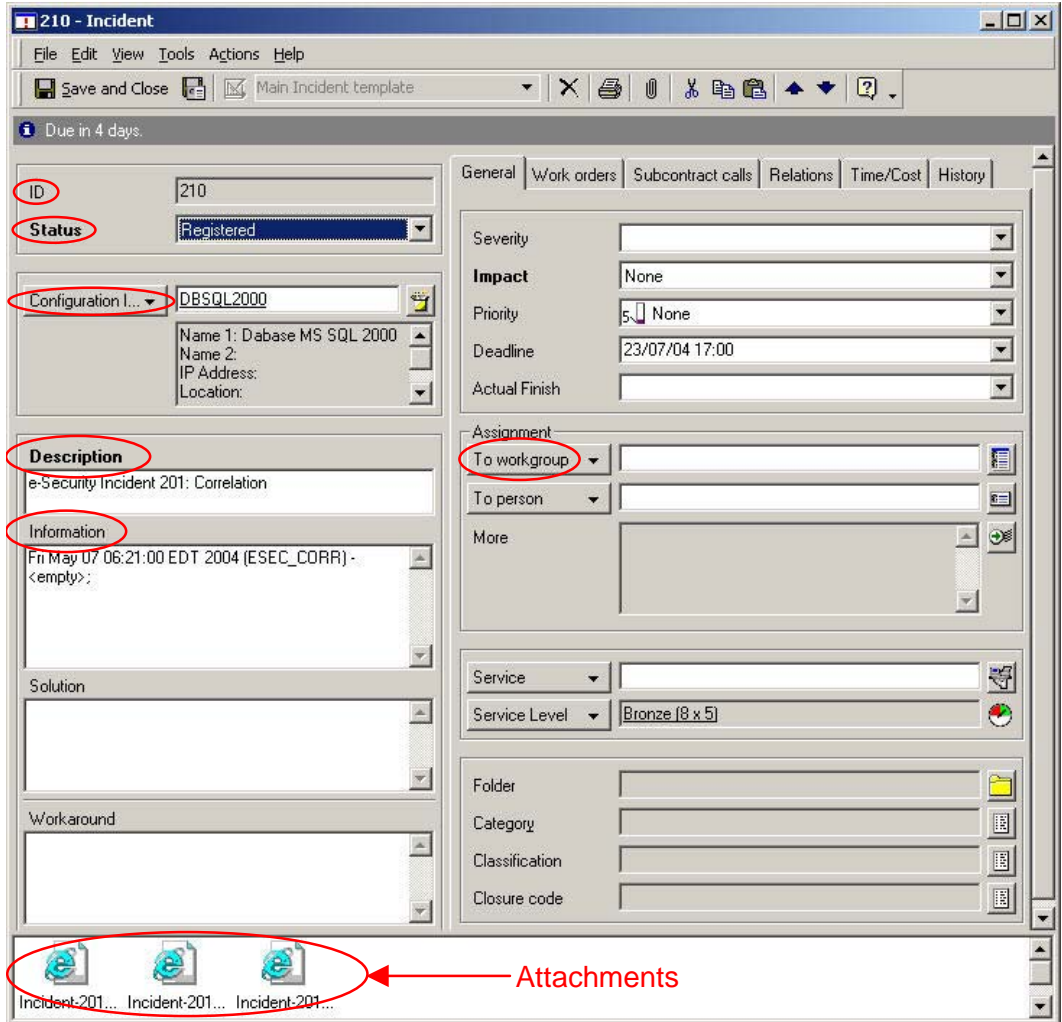 210 - Incident
File Edit View Tools Actions Help
Save and Close Main Incident template
Due in 4 days.
ID 210
Status Registered
Configuration I... DBSQL2000
Name 1: Dabase MS SQL 2000
Name 2:
IP Address:
Location:
Description
e-Security Incident 201: Correlation
Information
Fri May 07 06:21:00 EDT 2004 (ESEC_CORR) -
<empty>;
Solution
Workaround
General Work orders Subcontract calls Relations Time/Cost History
Severity
Impact None
Priority 5 None
Deadline 23/07/04 17:00
Actual Finish
Assignment
To workgroup
To person
More
Service
Service Level Bronze (8 x 5)
Folder
Category
Classification
Closure code
Incident-201... Incident-201... Incident-201...
Attachments